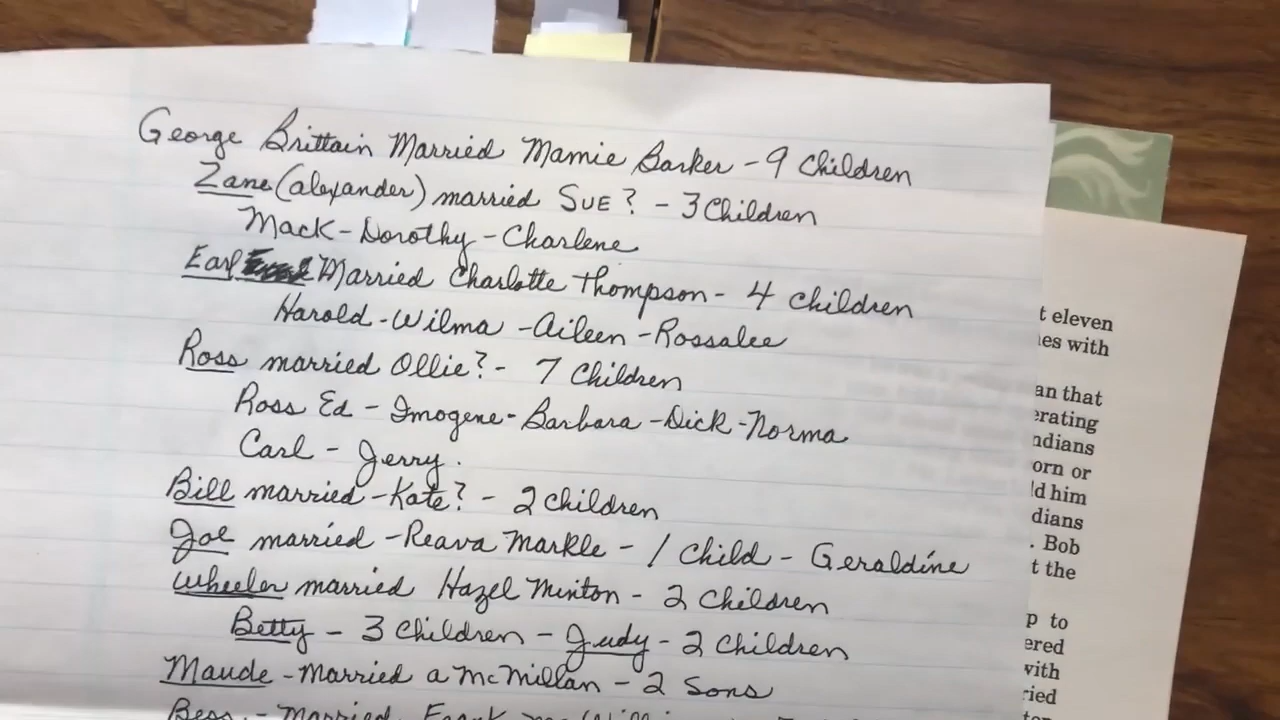 George Brittain Married Mamie Barker - 9 Children
Zane (alexander) married SUE? - 3 Children
Mack - Dorothy - Charlene
Earl Married Charlotte Thompson - 4 Children
Harold - Wilma - Aileen - Rossalee
Ross married Ollie? - 7 Children
Ross Ed - Imogene - Barbara - Dick - Norma
Carl - Jerry.
Bill married - Kate? - 2 Children
Joe married - Reava Markle - 1 Child - Geraldine
Wheeler married Hazel Minton - 2 Children
Betty - 3 Children - Judy - 2 Children
Maude - Married a McMillan - 2 Sons
Bess - Married Frank
t eleven
es with
an that
erating
ndians
orn or
ld him
dians
. Bob
t the
p to
ered
with
ried